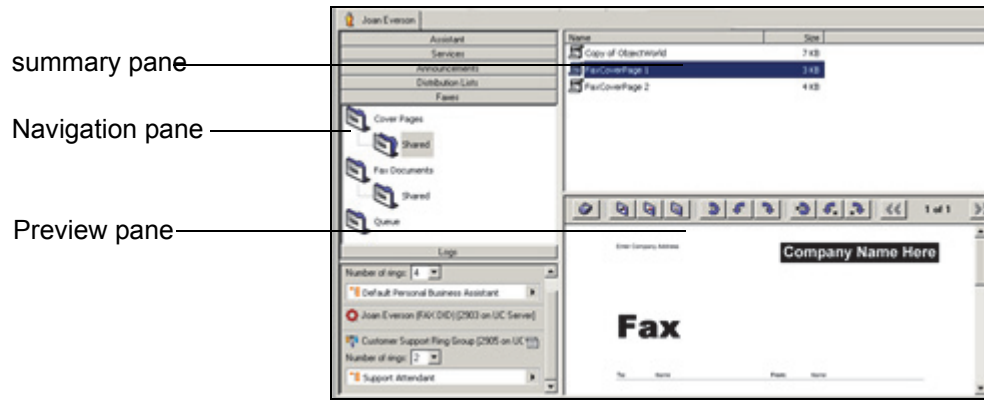 summary pane
Navigation pane
Preview pane
Joan Everson
Assistant
Services
Announcements
Distribution Lists
Faxes
Cover Pages
Shared
Fax Documents
Shared
Queue
Logs
Number of rings: 4
Default Personal Business Assistant
Joan Everson (FAX DID) [2903 on UC Server]
Customer Support Ring Group [2905 on UC
Number of rings: 2
Support Attendant
Name Size
Copy of ObjectWorld 7 KB
FaxCoverPage 1 3 KB
FaxCoverPage 2 4 KB
1 of 1
Enter Company Address
Company Name Here
Fax
To: Name From: Name